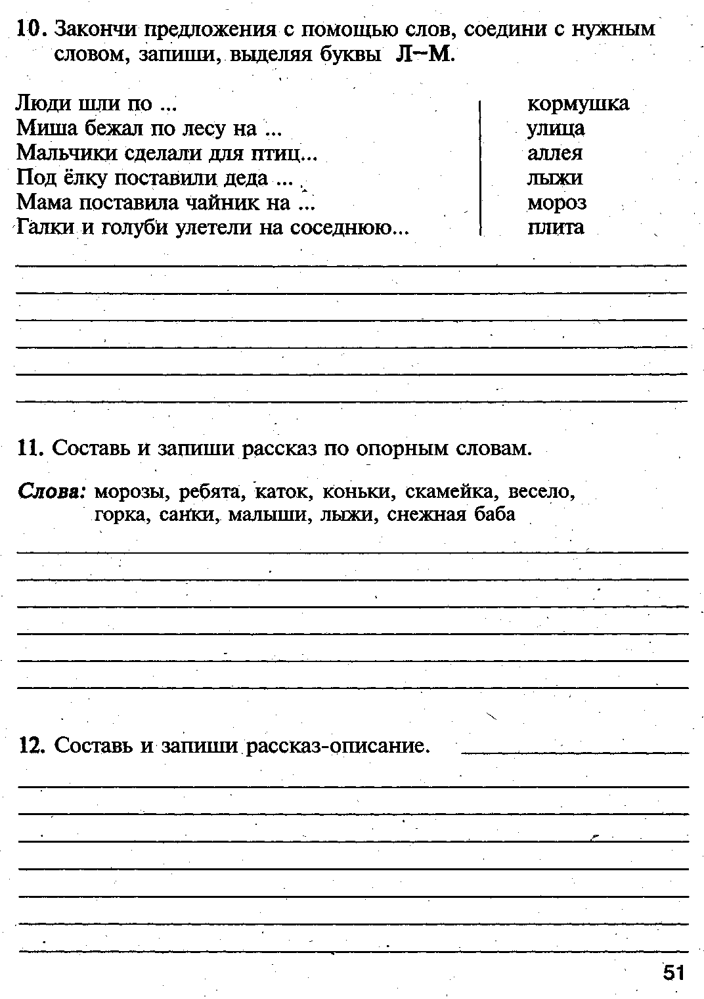 10. Закончи предложения с помощью слов, соедини с нужным
словом, запиши, выделяя буквы Л—М.
Люди шли по ... кормушка
Миша бежал по лесу на ... улица
Мальчики сделали для птиц... аллея
Под ёлку поставили деда ... . лыжи
Мама поставила чайник на ... мороз
Галки и голуби улетели на соседнюю... плита
11. Составь и запиши рассказ по опорным словам.
Слова: морозы, ребята, каток, коньки, скамейка, весело,
горка, санки, малыши, лыжи, снежная баба
12. Составь и запиши рассказ-описание.
51